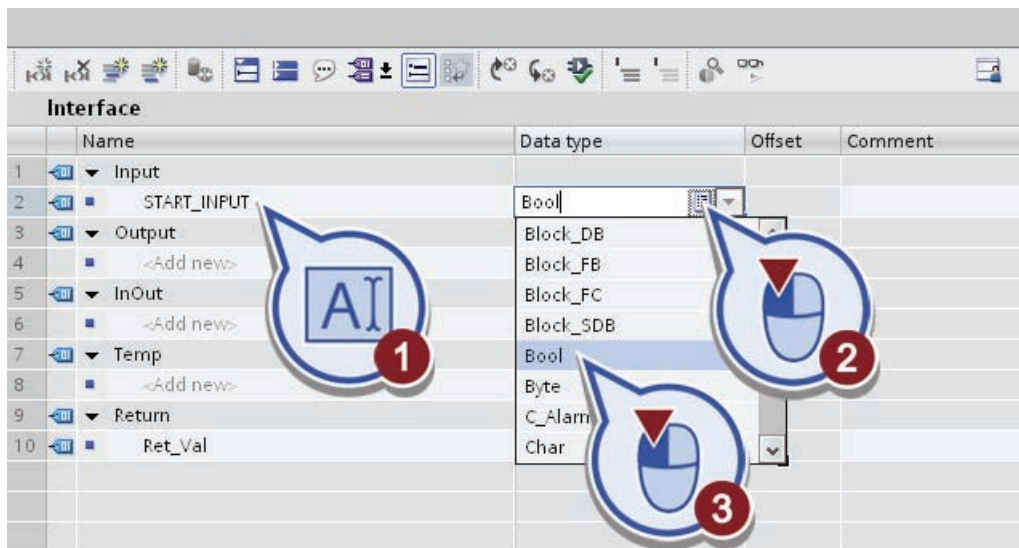 Interface
Name Data type Offset Comment
1 Input
2 START_INPUT Bool
3 Output Block_DB
4 <Add new> Block_FB
5 InOut Block_FC
6 <Add new> Block_SDB
7 Temp Bool
8 <Add new> Byte
9 Return C_Alarm
10 Ret_Val Char
AI
1
2
3